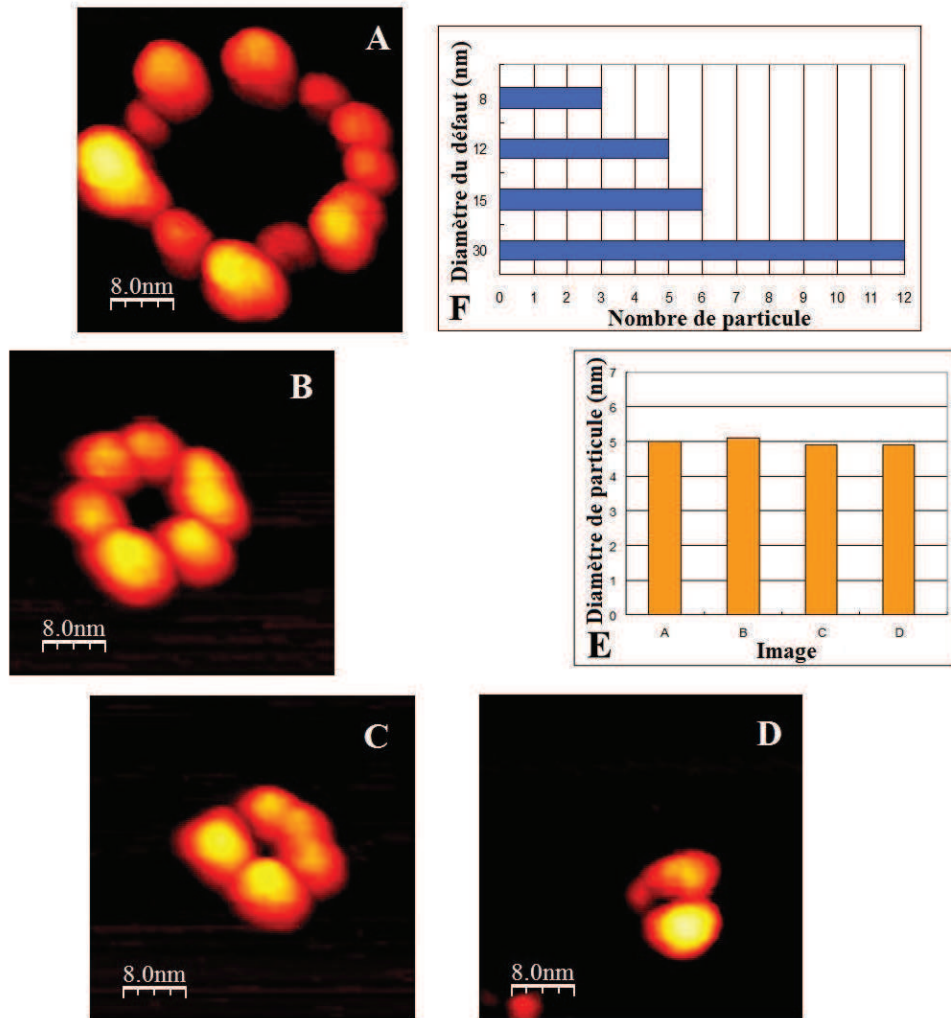 A
8.0nm
Diamètre du défaut (nm)
8
12
15
30
0 1 2 3 4 5 6 7 8 9 10 11 12
F
Nombre de particule
B
8.0nm
Diamètre de particule (nm)
7
6
5
4
3
2
1
0
A B C D
E
Image
C
8.0nm
D
8.0nm